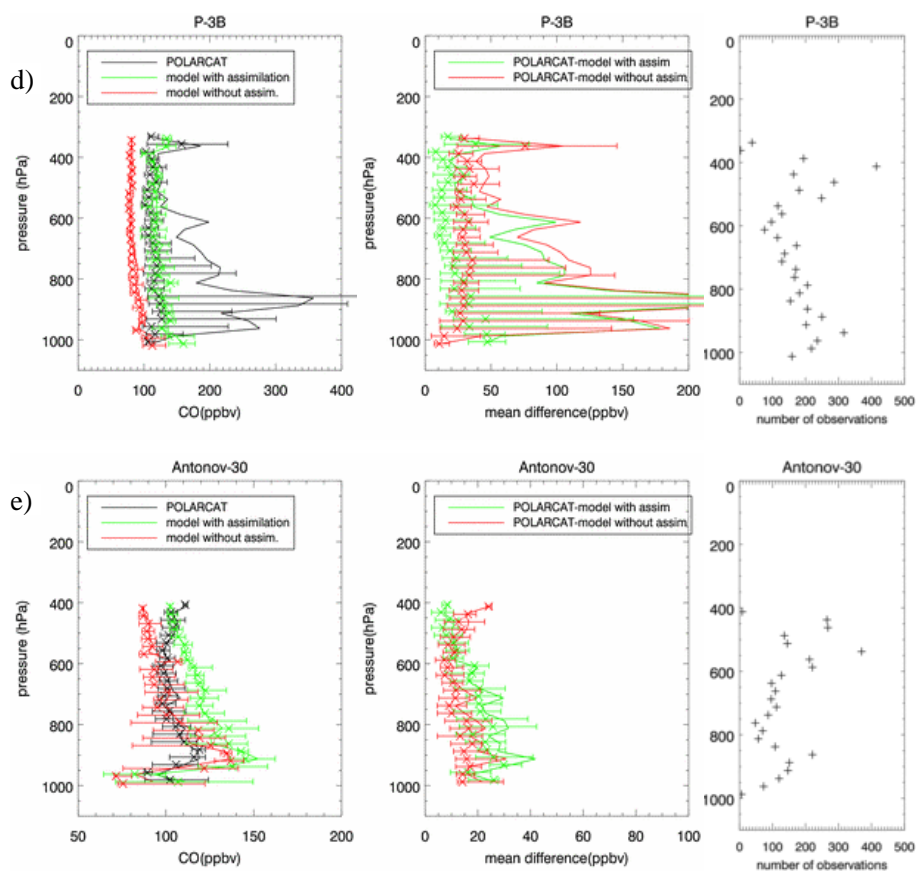 d)
P-3B
POLARCAT
model with assimilation
model without assim.
0
200
400
600
800
1000
pressure (hPa)
0 100 200 300 400
CO(ppbv)
P-3B
POLARCAT-model with assim
POLARCAT-model without assim.
0
200
400
600
800
1000
pressure(hPa)
0 50 100 150 200
mean difference(ppbv)
P-3B
0
200
400
600
800
1000
0 100 200 300 400 500
number of observations
e)
Antonov-30
POLARCAT
model with assimilation
model without assim.
0
200
400
600
800
1000
pressure (hPa)
50 100 150 200
CO(ppbv)
Antonov-30
POLARCAT-model with assim
POLARCAT-model without assim.
0
200
400
600
800
1000
pressure(hPa)
0 20 40 60 80 100
mean difference(ppbv)
Antonov-30
0
200
400
600
800
1000
0 100 200 300 400 500
number of observations